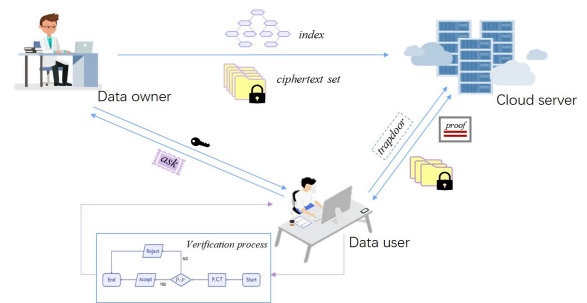 index
ciphertext set
Data owner
Cloud server
ask
trapdoor
proof
Data user
Verification process
Reject
NO
End
Accept
YES
P,C,T
Start